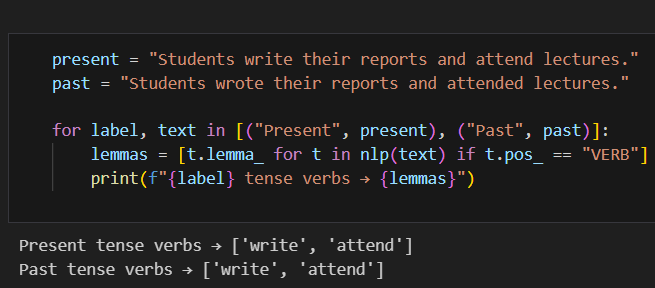 present = "Students write their reports and attend lectures."
past = "Students wrote their reports and attended lectures."
for label, text in [("Present", present), ("Past", past)]:
    lemmas = [t.lemma_ for t in nlp(text) if t.pos_ == "VERB"]
    print(f"{label} tense verbs → {lemmas}")
Present tense verbs → ['write', 'attend']
Past tense verbs → ['write', 'attend']